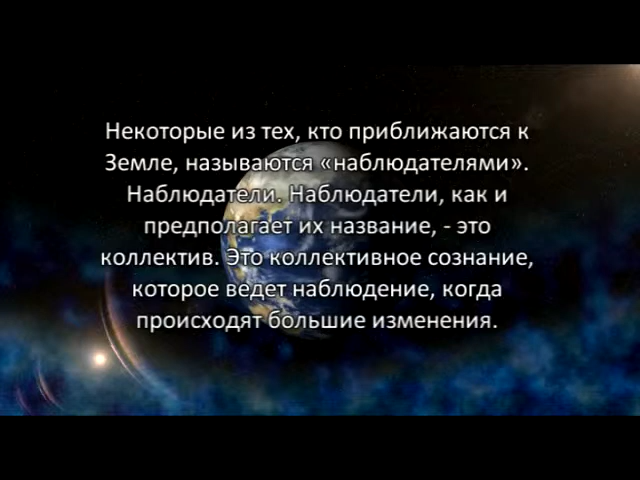 Некоторые из тех, кто приближаются к
Земле, называются «наблюдателями».
Наблюдатели. Наблюдатели, как и
предполагает их название, - это
коллектив. Это коллективное сознание,
которое ведет наблюдение, когда
происходят большие изменения.